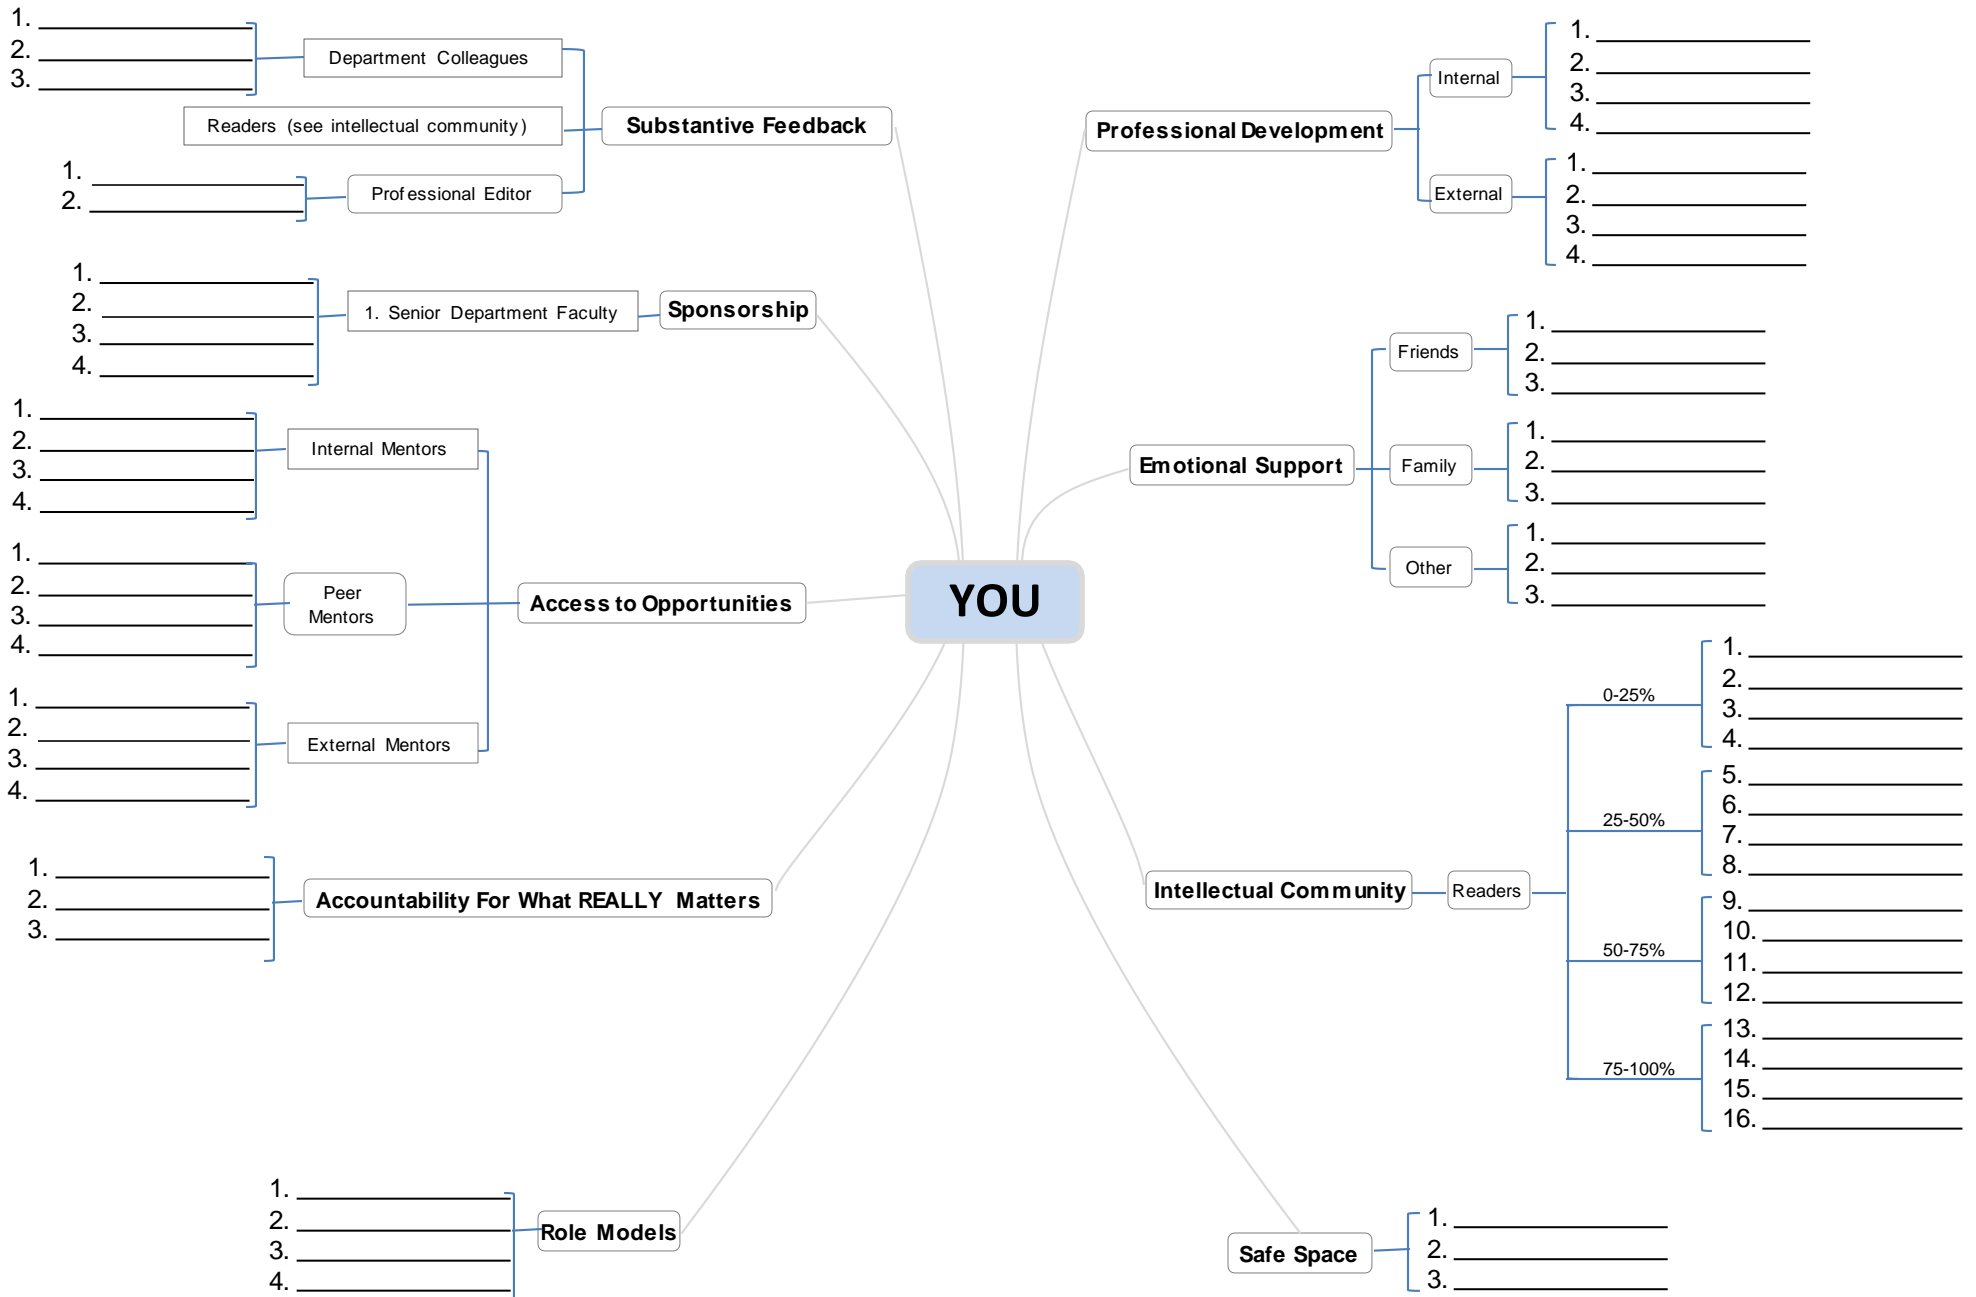 1.
2.
3.
Department Colleagues
Readers (see intellectual community)
1.
2.
Professional Editor
Substantive Feedback
1.
2.
3.
4.
1. Senior Department Faculty
Sponsorship
1.
2.
3.
4.
Internal Mentors
1.
2.
3.
4.
Peer
Mentors
1.
2.
3.
4.
External Mentors
Access to Opportunities
1.
2.
3.
Accountability For What REALLY Matters
1.
2.
3.
4.
Role Models
YOU
Professional Development
Internal
1.
2.
3.
4.
External
1.
2.
3.
4.
Emotional Support
Friends
1.
2.
3.
Family
1.
2.
3.
Other
1.
2.
3.
Intellectual Community
Readers
0-25%
1.
2.
3.
4.
25-50%
5.
6.
7.
8.
50-75%
9.
10.
11.
12.
75-100%
13.
14.
15.
16.
Safe Space
1.
2.
3.